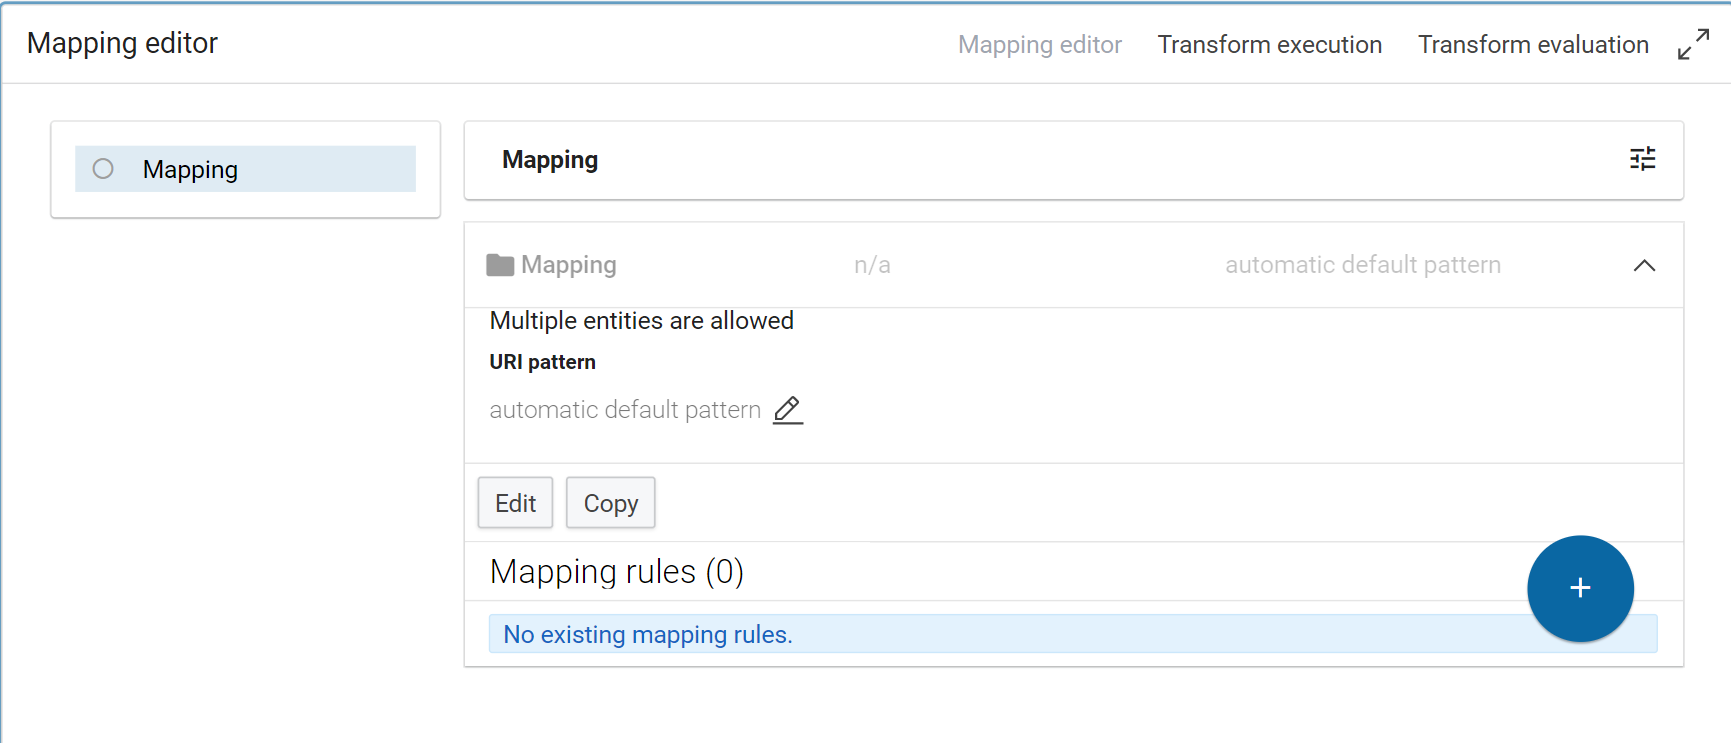 Mapping editor
Mapping editor Transform execution Transform evaluation
Mapping
Mapping
Mapping n/a automatic default pattern
Multiple entities are allowed
URI pattern
automatic default pattern
Edit Copy
Mapping rules (0)
No existing mapping rules.